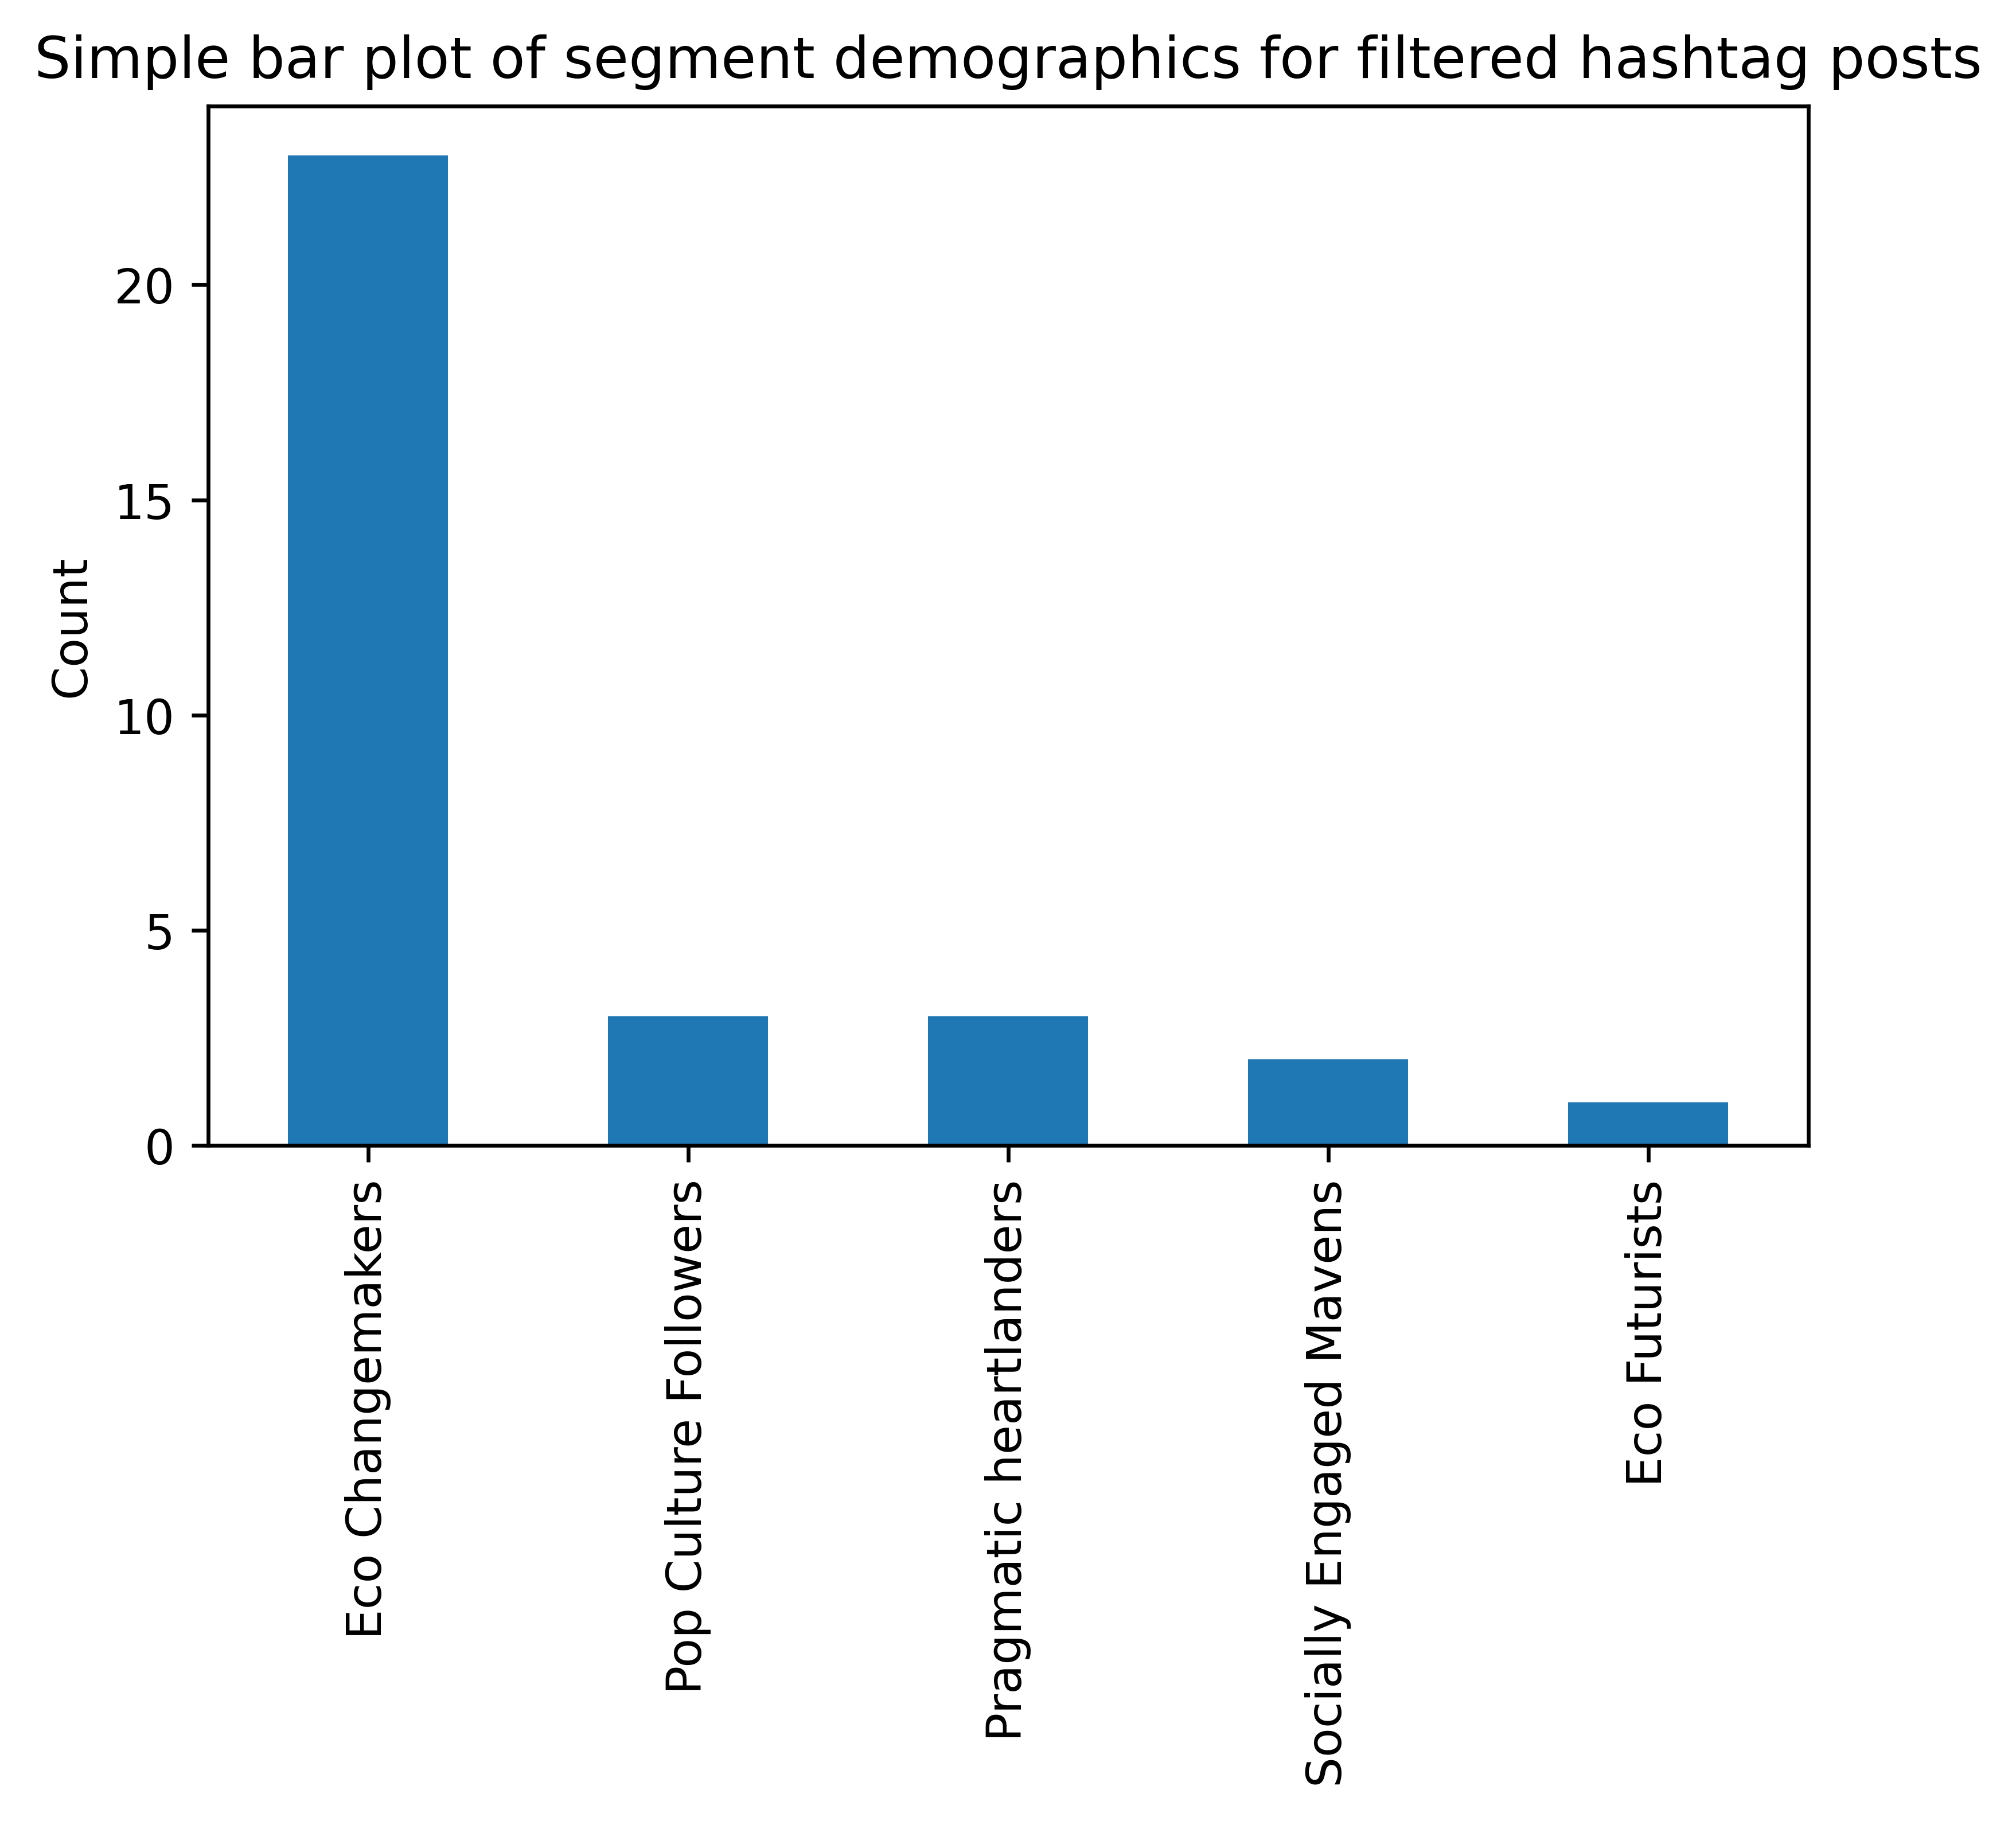 Simple bar plot of segment demographics for filtered hashtag posts
Count
20
15
10
5
0
Eco Changemakers
Pop Culture Followers
Pragmatic heartlanders
Socially Engaged Mavens
Eco Futurists